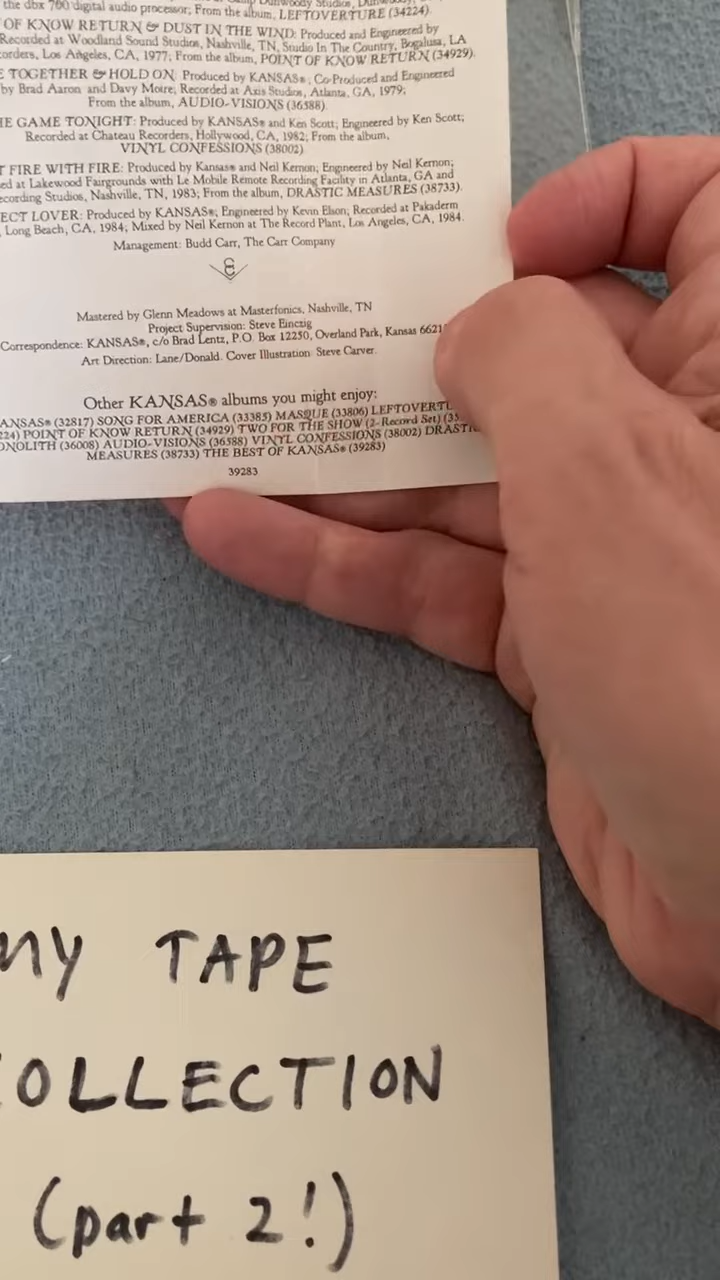 the dbx 700 digital audio processor; From the album, LEFTOVERTURE (34224).
OF KNOW RETURN & DUST IN THE WIND: Produced and Engineered by
Recorded at Woodland Sound Studios, Nashville, TN, Studio In The Country, Bogalusa, LA
orders, Los Angeles, CA, 1977; From the album, POINT OF KNOW RETURN (34929).
E TOGETHER & HOLD ON: Produced by KANSAS®; Co-Produced and Engineered
by Brad Aaron and Davy Moire; Recorded at Axis Studios, Atlanta, GA, 1979;
From the album, AUDIO-VISIONS (36588).
HE GAME TONIGHT: Produced by KANSAS® and Ken Scott; Engineered by Ken Scott;
Recorded at Chateau Recorders, Hollywood, CA, 1982; From the album,
VINYL CONFESSIONS (38002)
T FIRE WITH FIRE: Produced by Kansas® and Neil Kernon; Engineered by Neil Kernon;
ed at Lakewood Fairgrounds with Le Mobile Remote Recording Facility in Atlanta, GA and
ecording Studios, Nashville, TN, 1983; From the album, DRASTIC MEASURES (38733).
ECT LOVER: Produced by KANSAS®; Engineered by Kevin Elson; Recorded at Pakaderm
, Long Beach, CA, 1984; Mixed by Neil Kernon at The Record Plant, Los Angeles, CA, 1984.
Management: Budd Carr, The Carr Company
Mastered by Glenn Meadows at Masterfonics, Nashville, TN
Project Supervision: Steve Einczig
Correspondence: KANSAS®, c/o Brad Lentz, P.O. Box 12250, Overland Park, Kansas 6621
Art Direction: Lane/Donald. Cover Illustration: Steve Carver.
Other KANSAS® albums you might enjoy:
ANSAS® (32817) SONG FOR AMERICA (33385) MASQUE (33806) LEFTOVERTU
224) POINT OF KNOW RETURN (34929) TWO FOR THE SHOW (2-Record Set) (35
ONOLITH (36008) AUDIO-VISIONS (36588) VINYL CONFESSIONS (38002) DRASTIC
MEASURES (38733) THE BEST OF KANSAS® (39283)
39283
MY TAPE
COLLECTION
(part 2!)